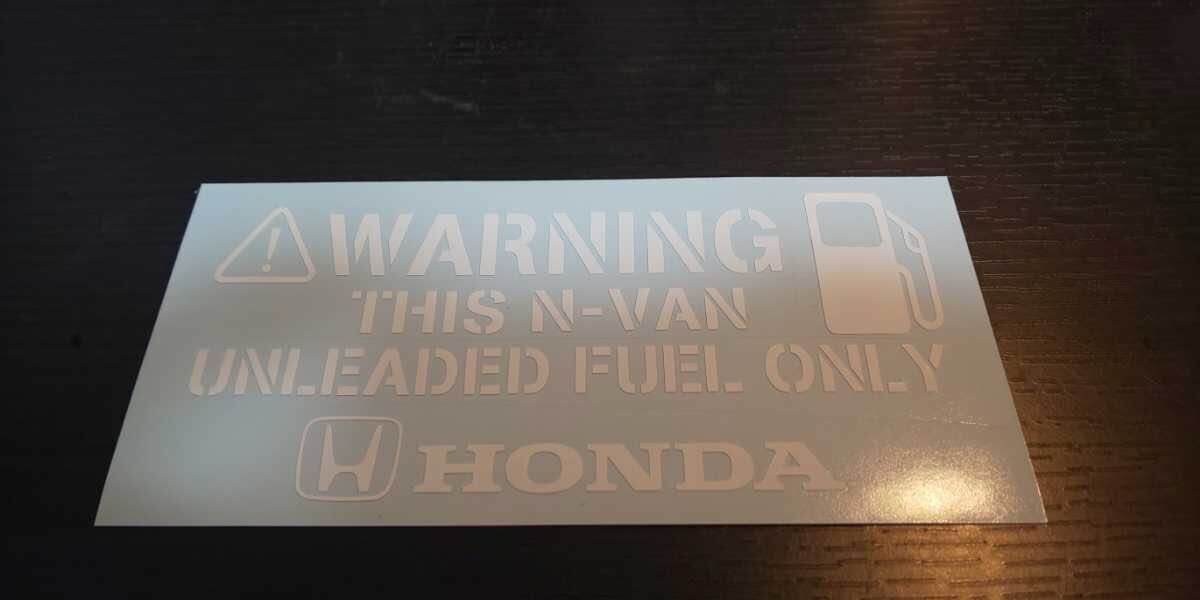 WARNING
THIS N-VAN
UNLEADED FUEL ONLY
HONDA